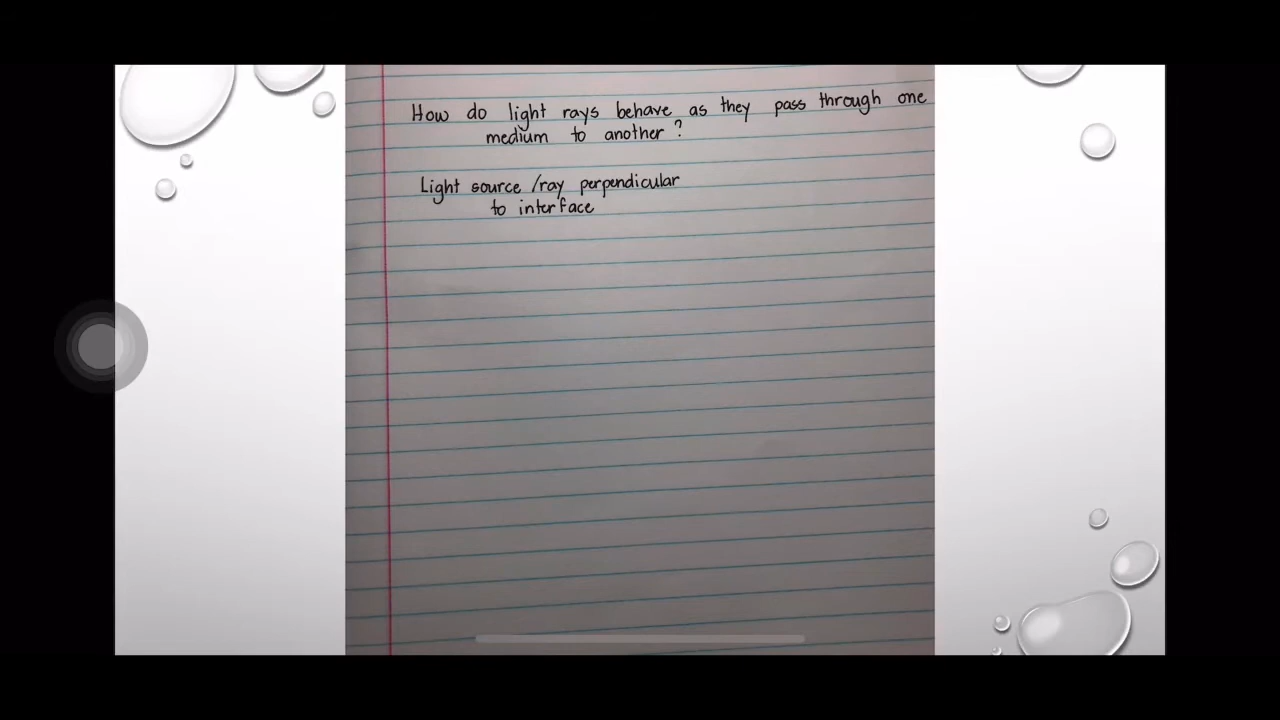 How do light rays behave as they pass through one
medium to another?
Light source /ray perpendicular
to interface